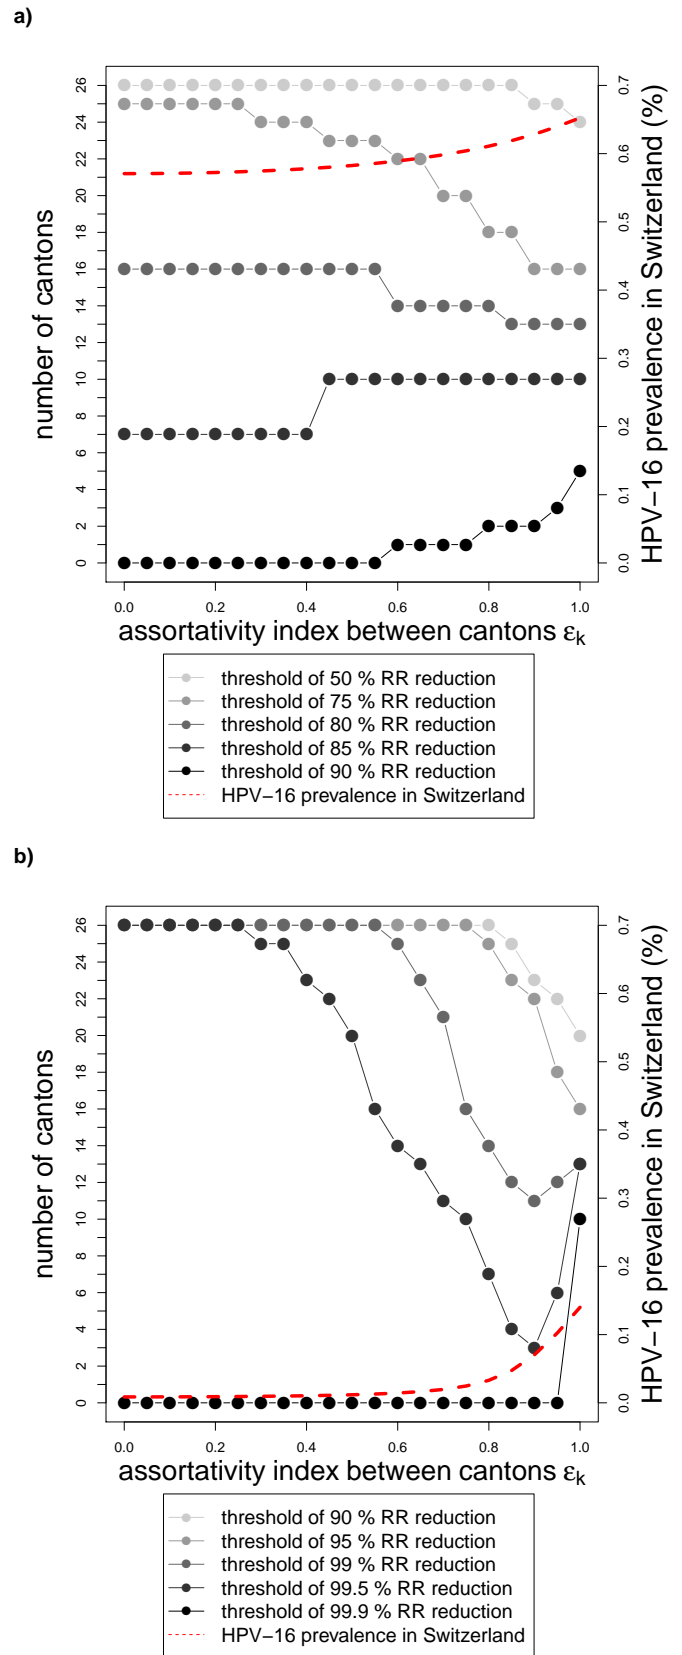 a)
26
24
22
20
18
16
14
12
10
8
6
4
2
0
number of cantons
0.7
0.6
0.5
0.4
0.3
0.2
0.1
0.0
HPV−16 prevalence in Switzerland (%)
0.0 0.2 0.4 0.6 0.8 1.0
assortativity index between cantons εk
threshold of 50 % RR reduction
threshold of 75 % RR reduction
threshold of 80 % RR reduction
threshold of 85 % RR reduction
threshold of 90 % RR reduction
HPV−16 prevalence in Switzerland
b)
26
24
22
20
18
16
14
12
10
8
6
4
2
0
number of cantons
0.7
0.6
0.5
0.4
0.3
0.2
0.1
0.0
HPV−16 prevalence in Switzerland (%)
0.0 0.2 0.4 0.6 0.8 1.0
assortativity index between cantons εk
threshold of 90 % RR reduction
threshold of 95 % RR reduction
threshold of 99 % RR reduction
threshold of 99.5 % RR reduction
threshold of 99.9 % RR reduction
HPV−16 prevalence in Switzerland